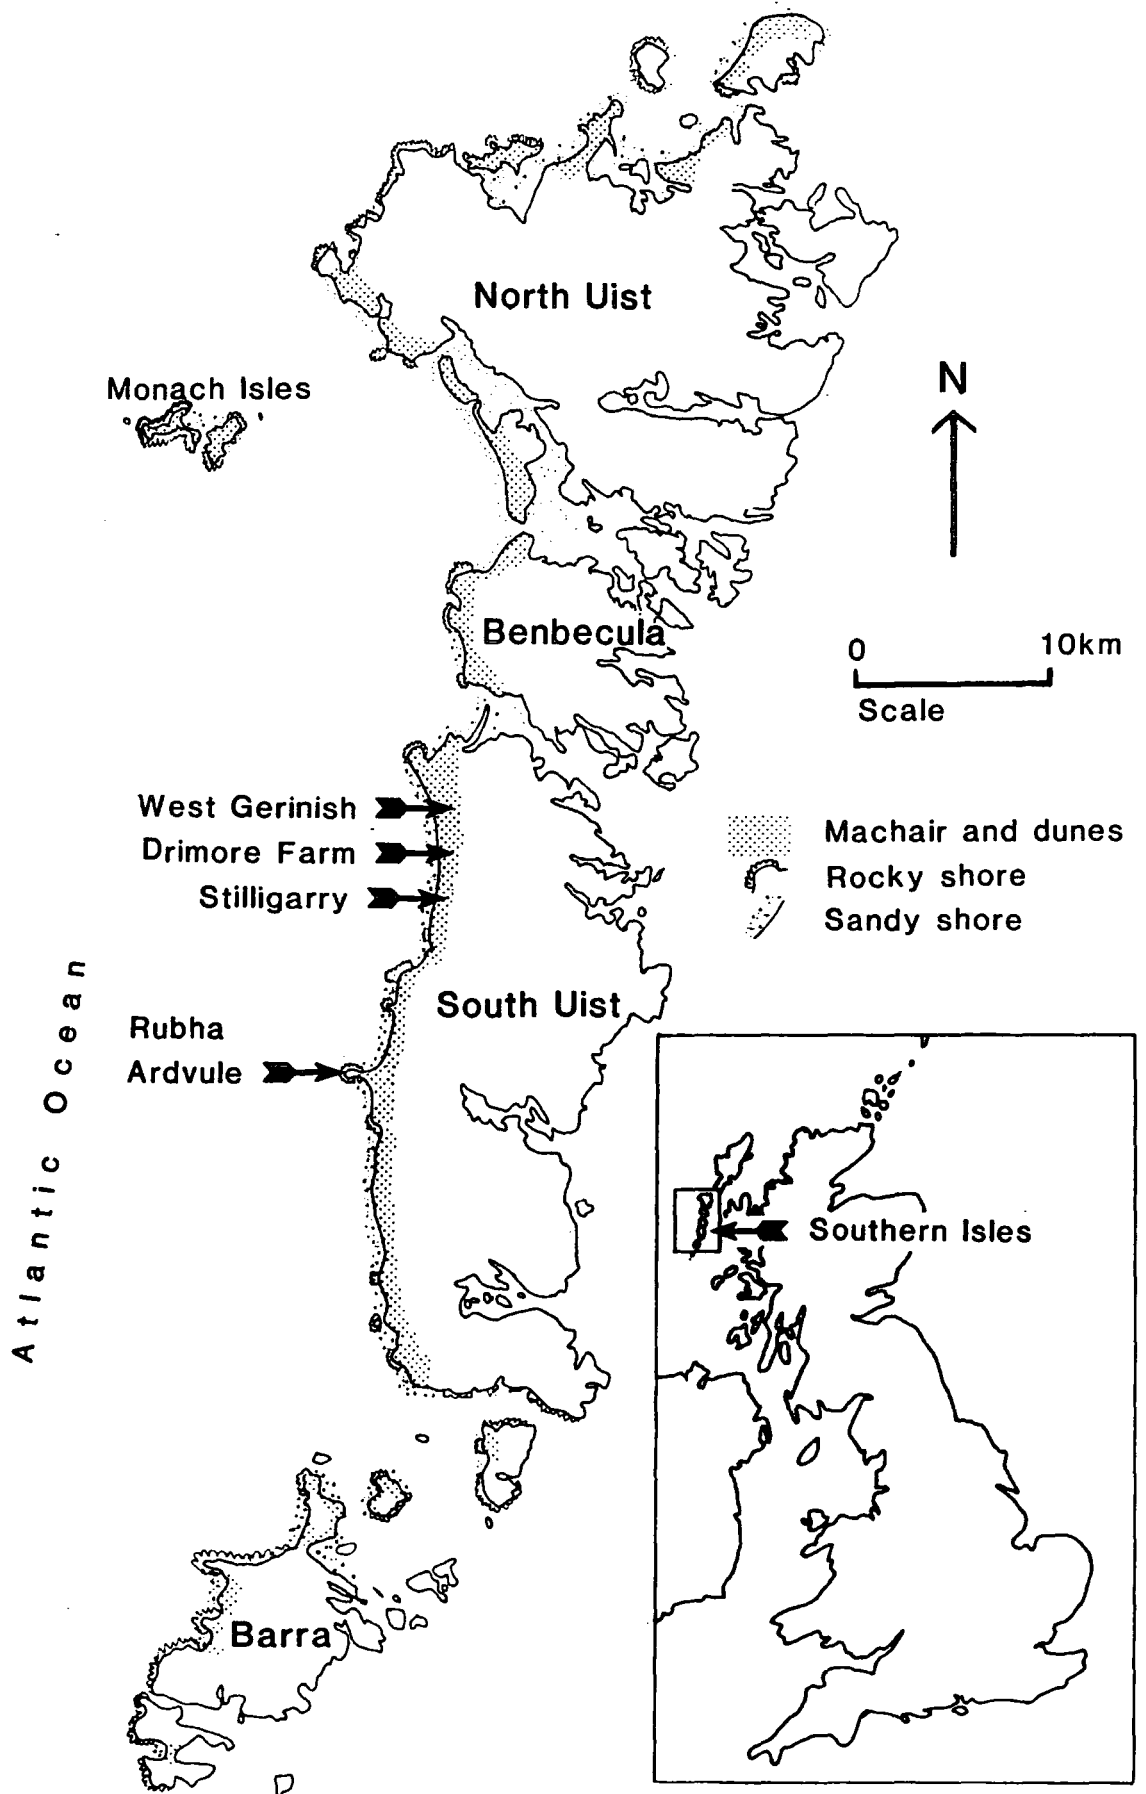 North Uist
Monach Isles
N
Benbecula
0 10km
Scale
West Gerinish
Drimore Farm
Stilligarry
Machair and dunes
Rocky shore
Sandy shore
South Uist
Rubha
Ardvule
Atlantic Ocean
Southern Isles
Barra